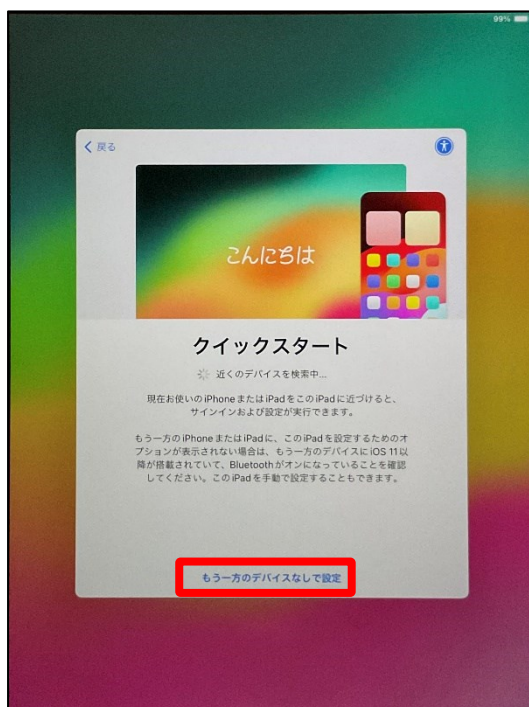 99%
戻る
こんにちは
クイックスタート
近くのデバイスを検索中...
現在お使いのiPhoneまたはiPadをこのiPadに近づけると、
サインインおよび設定が実行できます。
もう一方のiPhoneまたはiPadに、このiPadを設定するためのオ
プションが表示されない場合は、もう一方のデバイスにiOS 11以
降が搭載されていて、Bluetoothがオンになっていることを確認
してください。このiPadを手動で設定することもできます。
もう一方のデバイスなしで設定